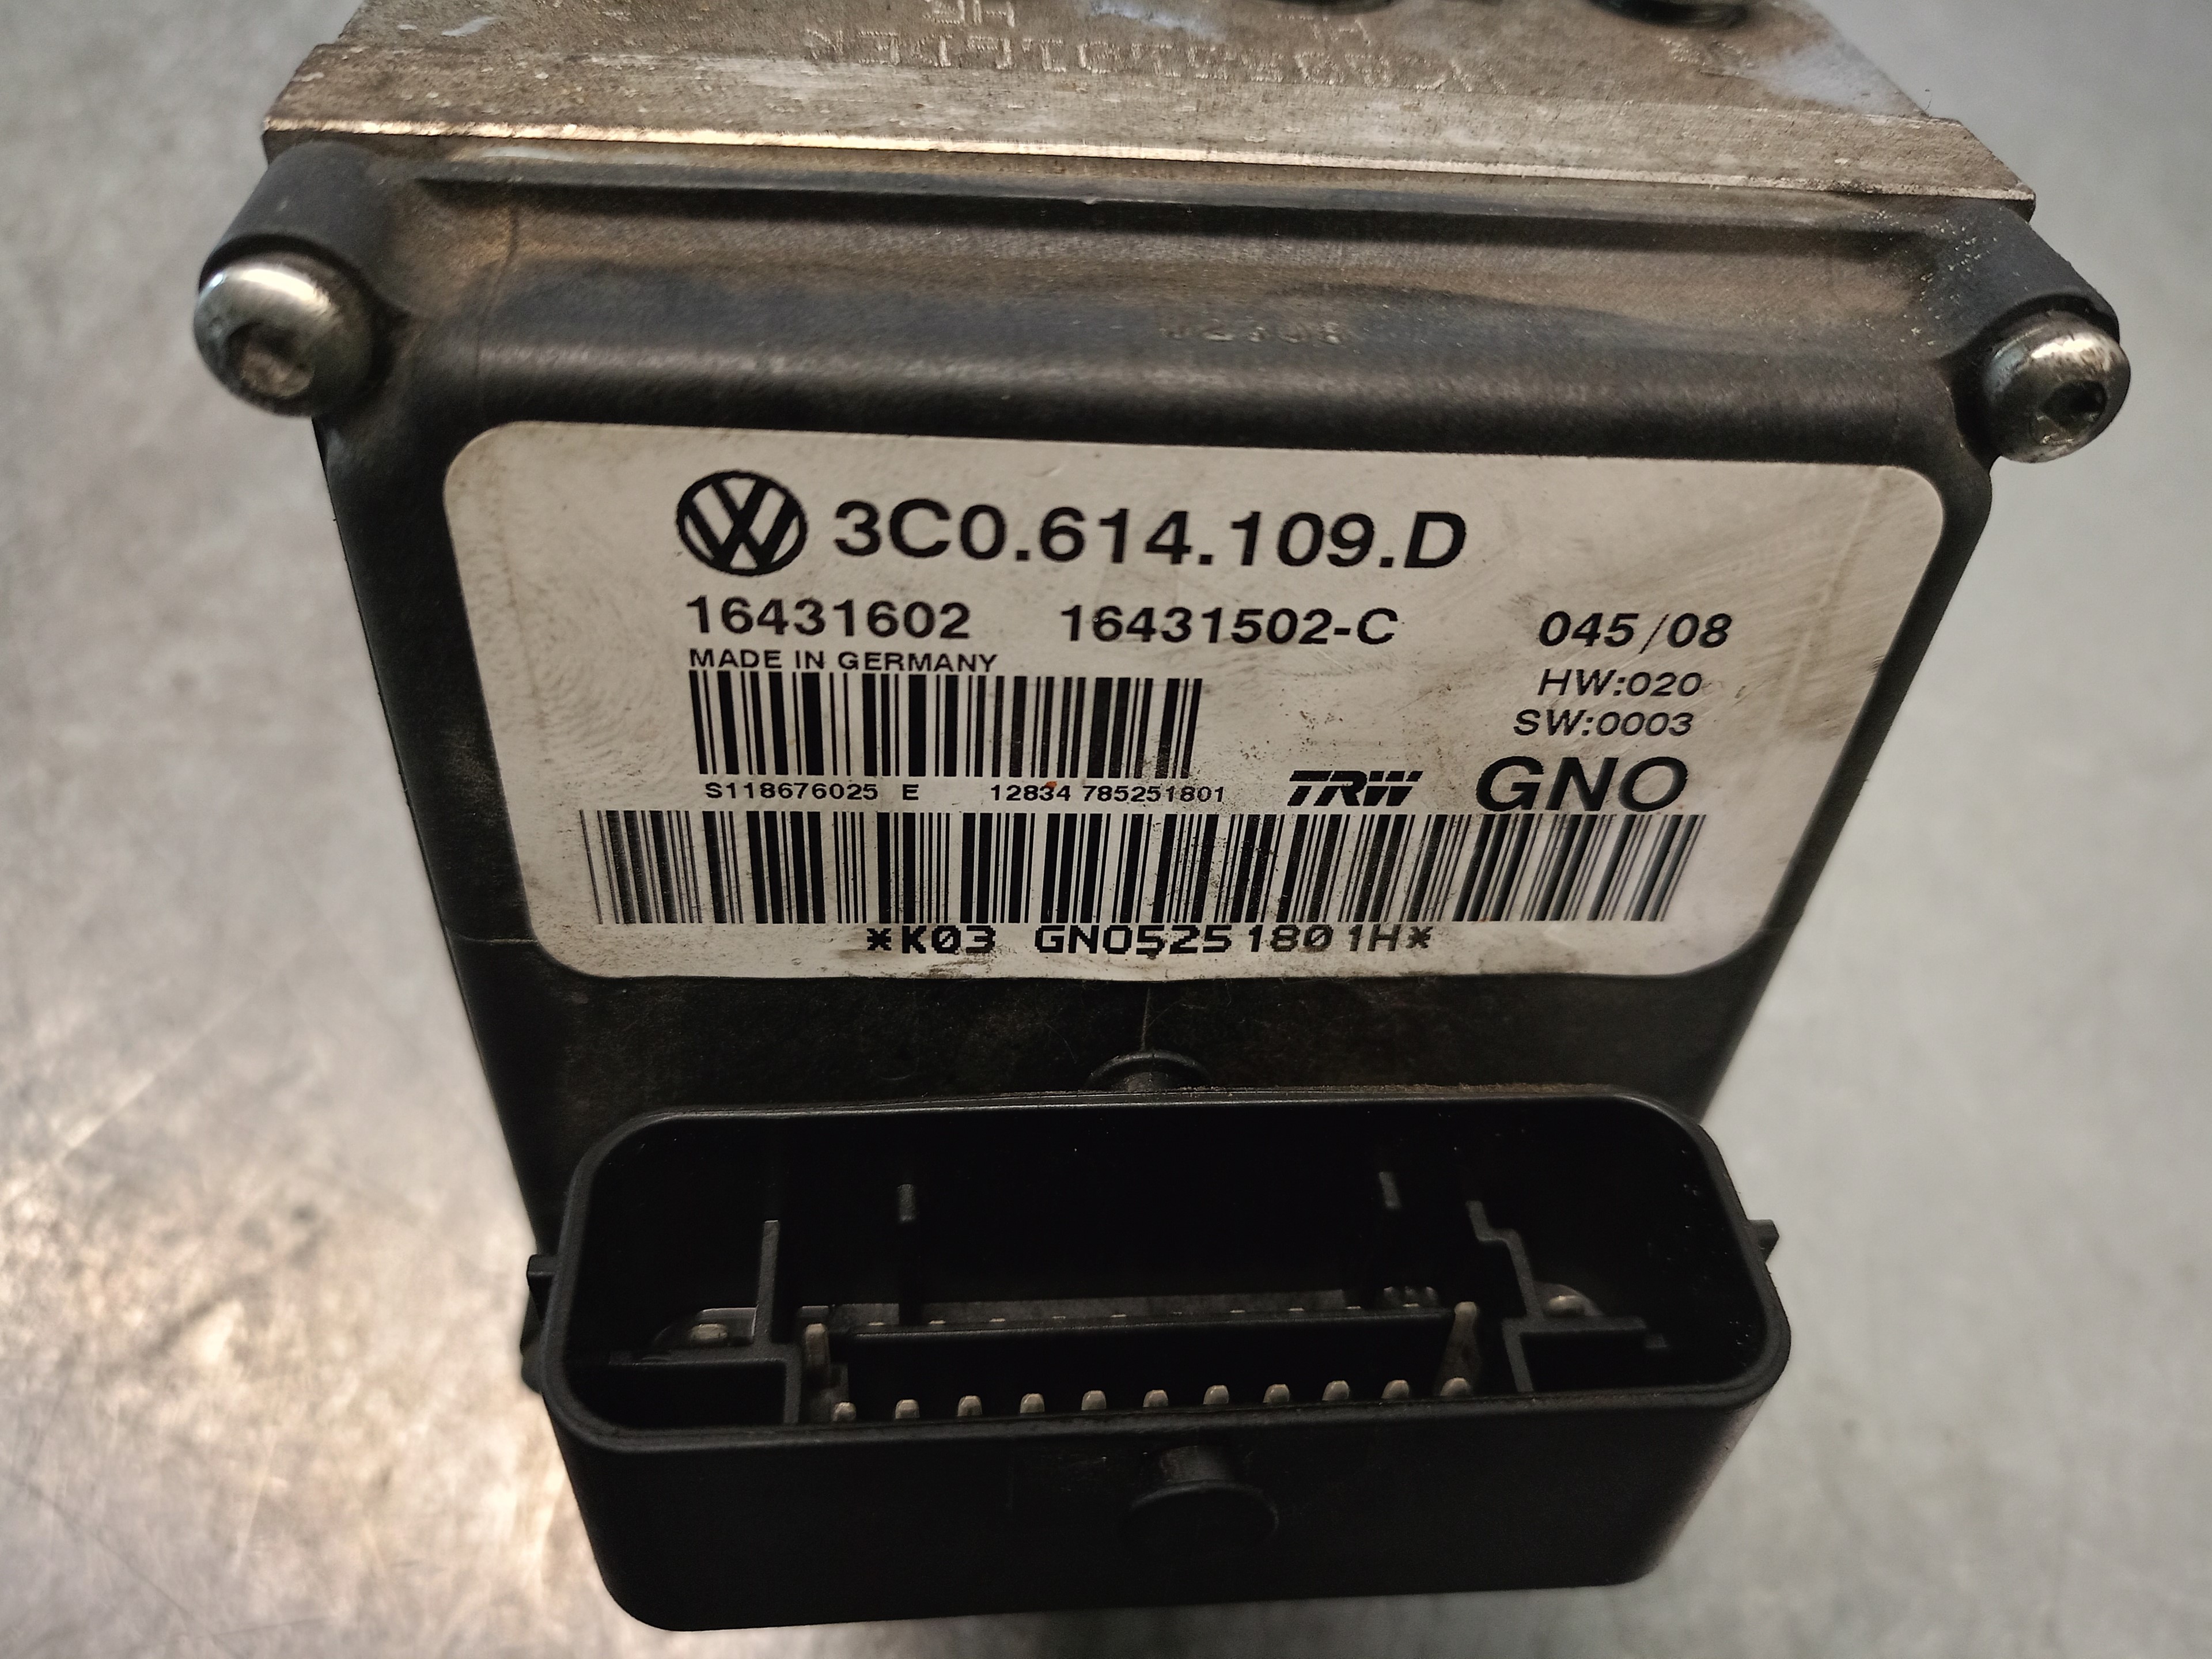 3C0.614.109.D
16431602 16431502-C 045/08
MADE IN GERMANY HW:020
SW:0003
S118676025 E 12834 785251801 TRW GNO
*K03 GNO5251801H*